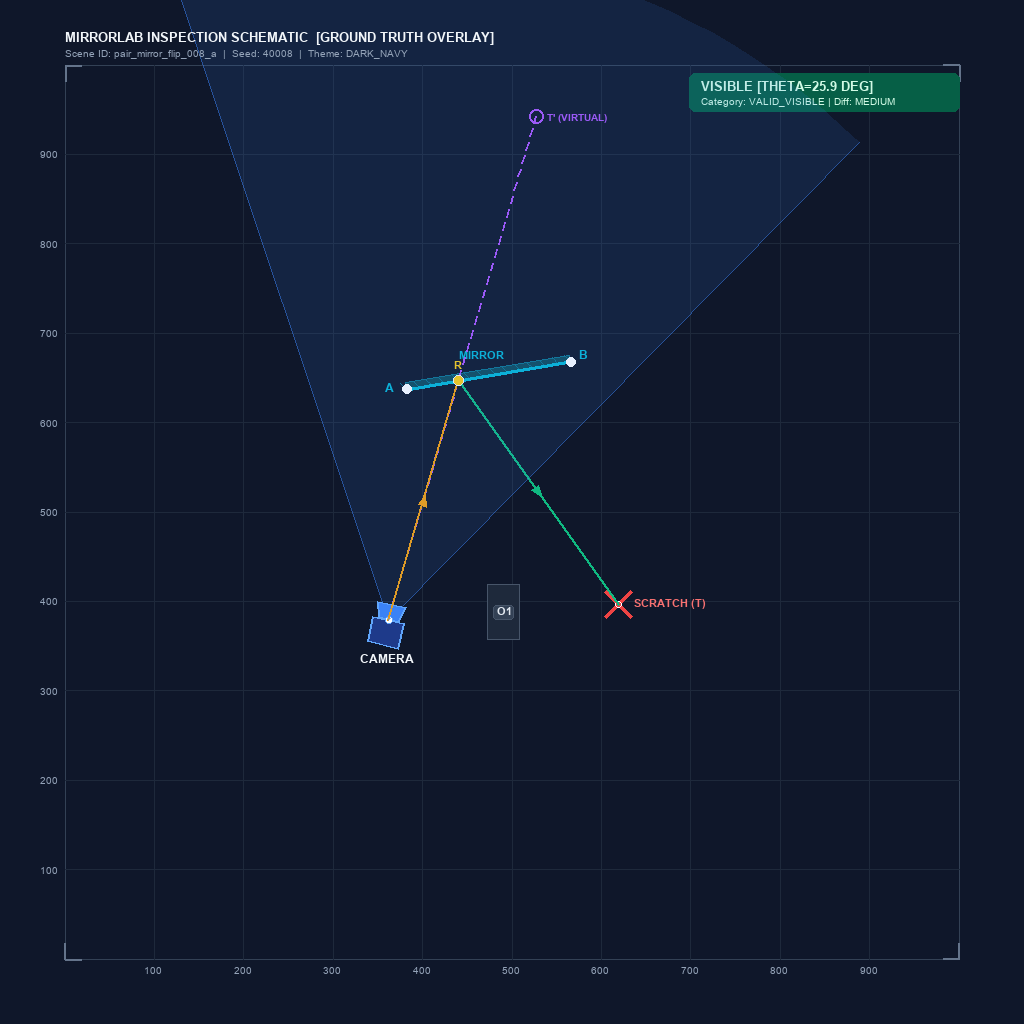 MIRRORLAB INSPECTION SCHEMATIC [GROUND TRUTH OVERLAY]
Scene ID: pair_mirror_flip_008_a | Seed: 40008 | Theme: DARK_NAVY
VISIBLE [THETA=25.9 DEG]
Category: VALID_VISIBLE | Diff: MEDIUM
T' (VIRTUAL)
900
800
700
MIRROR
B
R
A
600
500
400
O1
SCRATCH (T)
CAMERA
300
200
100
100 200 300 400 500 600 700 800 900